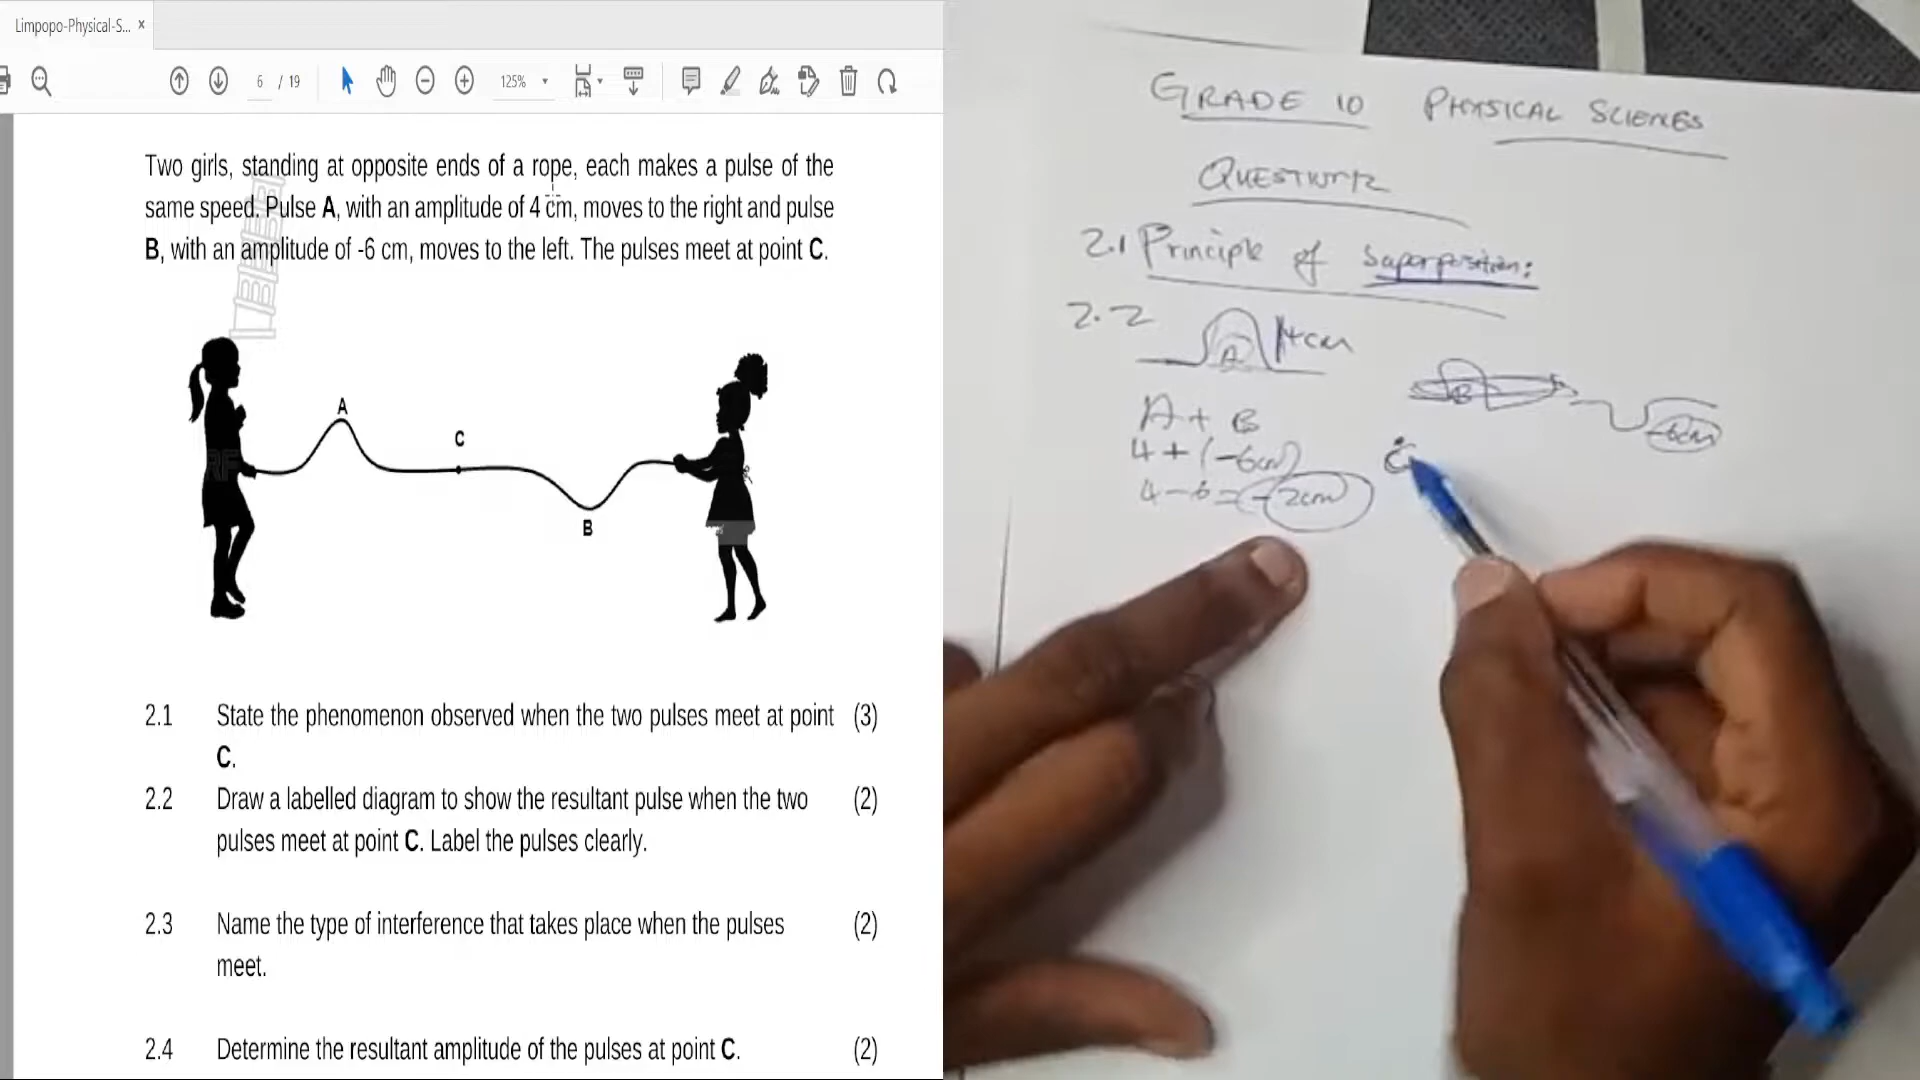 Limpopo-Physical-S... ×
6 / 19
125%
Two girls, standing at opposite ends of a rope, each makes a pulse of the
same speed. Pulse A, with an amplitude of 4 cm, moves to the right and pulse
B, with an amplitude of -6 cm, moves to the left. The pulses meet at point C.
A
C
B
2.1 State the phenomenon observed when the two pulses meet at point (3)
C.
2.2 Draw a labelled diagram to show the resultant pulse when the two (2)
pulses meet at point C. Label the pulses clearly.
2.3 Name the type of interference that takes place when the pulses (2)
meet.
2.4 Determine the resultant amplitude of the pulses at point C. (2)
GRADE 10 PHYSICAL SCIENCES
2.1 Principle of Superposition:
2.2
A
4cm
B
-6cm
A + B
4 + (-6cm)
4 - 6 = -2cm
C